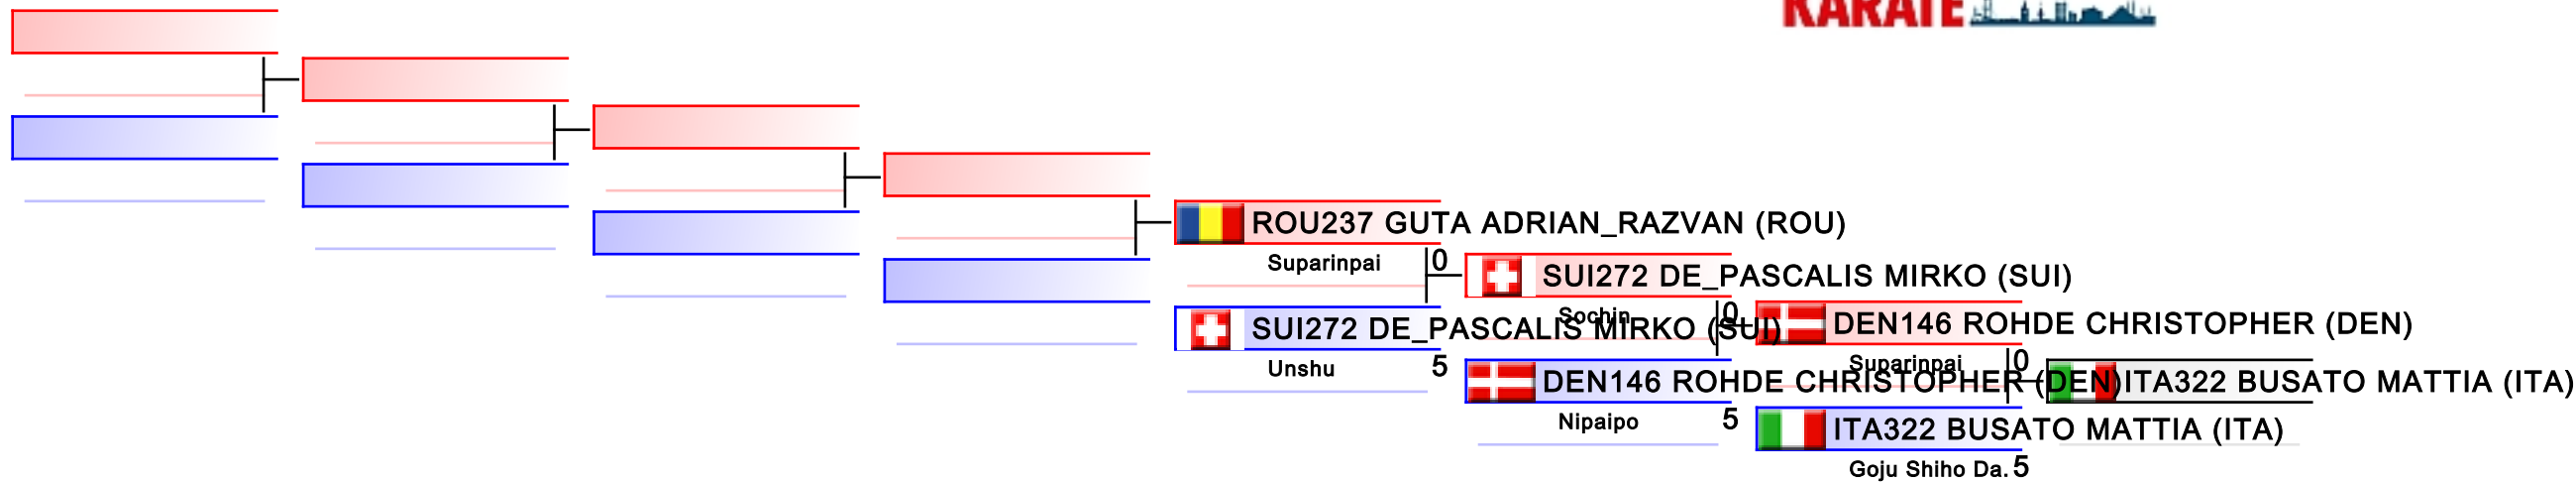 KARATE
ROU237 GUTA ADRIAN_RAZVAN (ROU)
Suparinpai 0
SUI272 DE_PASCALIS MIRKO (SUI)
Sochin 0
SUI272 DE_PASCALIS MIRKO (SUI)
Unshu 5
DEN146 ROHDE CHRISTOPHER (DEN)
Suparinpai 0
DEN146 ROHDE CHRISTOPHER (DEN)
Nipaipo 5
ITA322 BUSATO MATTIA (ITA)
ITA322 BUSATO MATTIA (ITA)
Goju Shiho Da. 5